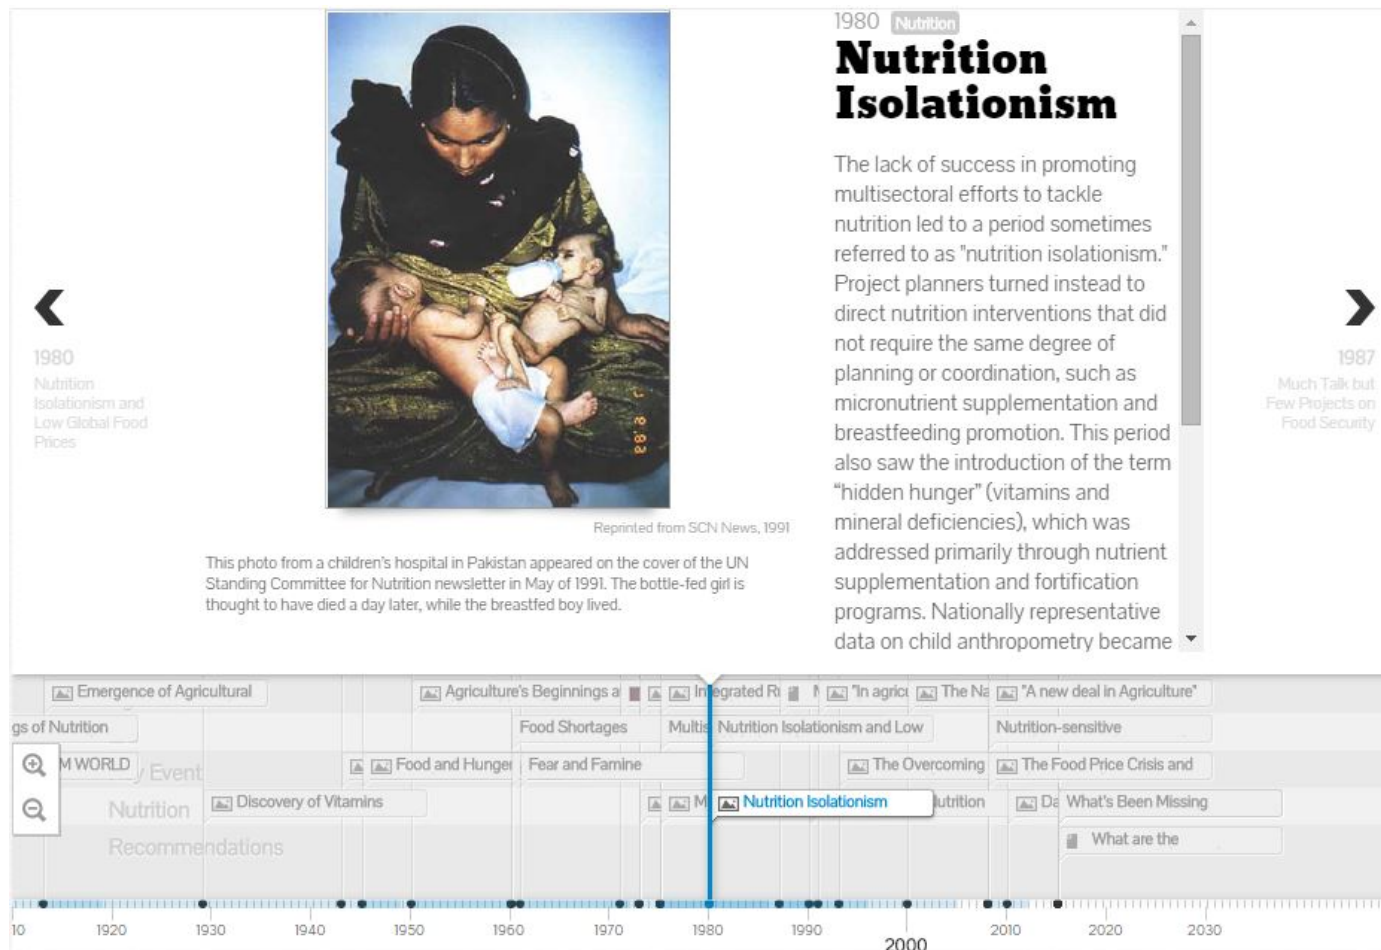 1980 Nutrition
Nutrition
Isolationism
The lack of success in promoting
multisectoral efforts to tackle
nutrition led to a period sometimes
referred to as "nutrition isolationism."
Project planners turned instead to
direct nutrition interventions that did
not require the same degree of
planning or coordination, such as
micronutrient supplementation and
breastfeeding promotion. This period
also saw the introduction of the term
“hidden hunger” (vitamins and
mineral deficiencies), which was
addressed primarily through nutrient
supplementation and fortification
programs. Nationally representative
data on child anthropometry became
1980
Nutrition
Isolationism and
Low Global Food
Prices
1987
Much Talk but
Few Projects on
Food Security
Reprinted from SCN News, 1991
This photo from a children's hospital in Pakistan appeared on the cover of the UN
Standing Committee for Nutrition newsletter in May of 1991. The bottle-fed girl is
thought to have died a day later, while the breastfed boy lived.
Emergence of Agricultural Agriculture's Beginnings a Integrated R "In agricu The Na "A new deal in Agriculture"
gs of Nutrition Food Shortages Multis Nutrition Isolationism and Low Nutrition-sensitive
M WORLD y Event Food and Hunger Fear and Famine The Overcoming The Food Price Crisis and
Nutrition Discovery of Vitamins M Nutrition Isolationism utrition Da What's Been Missing
Recommendations What are the
10 1920 1930 1940 1950 1960 1970 1980 1990 2000 2010 2020 2030